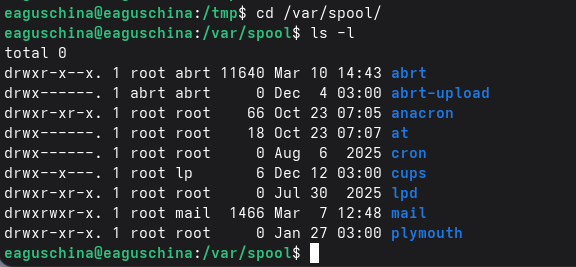 eaguschina@eaguschina:/tmp$ cd /var/spool/
eaguschina@eaguschina:/var/spool$ ls -l
total 0
drwxr-x--x. 1 root abrt 11640 Mar 10 14:43 abrt
drwx------. 1 abrt abrt     0 Dec  4 03:00 abrt-upload
drwxr-xr-x. 1 root root    66 Oct 23 07:05 anacron
drwx------. 1 root root    18 Oct 23 07:07 at
drwx------. 1 root root     0 Aug  6  2025 cron
drwx--x---. 1 root lp       6 Dec 12 03:00 cups
drwxr-xr-x. 1 root root     0 Jul 30  2025 lpd
drwxrwxr-x. 1 root mail  1466 Mar  7 12:48 mail
drwxr-xr-x. 1 root root     0 Jan 27 03:00 plymouth
eaguschina@eaguschina:/var/spool$